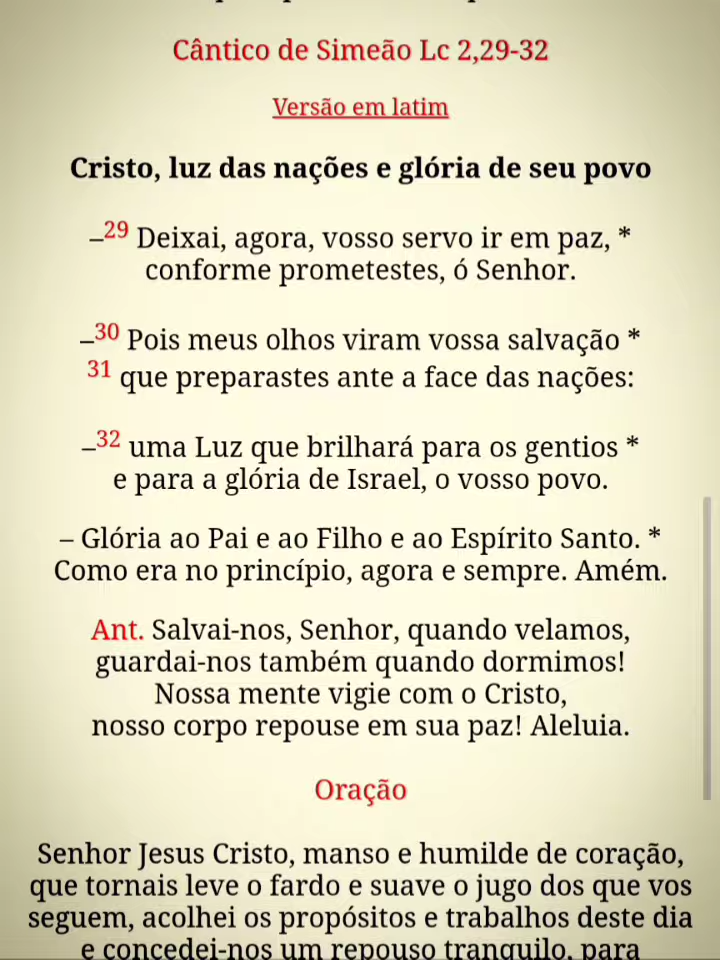 Cântico de Simeão Lc 2,29-32
Versão em latim
Cristo, luz das nações e glória de seu povo
–29 Deixai, agora, vosso servo ir em paz, *
conforme prometestes, ó Senhor.
–30 Pois meus olhos viram vossa salvação *
31 que preparastes ante a face das nações:
–32 uma Luz que brilhará para os gentios *
e para a glória de Israel, o vosso povo.
– Glória ao Pai e ao Filho e ao Espírito Santo. *
Como era no princípio, agora e sempre. Amém.
Ant. Salvai-nos, Senhor, quando velamos,
guardai-nos também quando dormimos!
Nossa mente vigie com o Cristo,
nosso corpo repouse em sua paz! Aleluia.
Oração
Senhor Jesus Cristo, manso e humilde de coração,
que tornais leve o fardo e suave o jugo dos que vos
seguem, acolhei os propósitos e trabalhos deste dia
e concedei-nos um repouso tranquilo, para